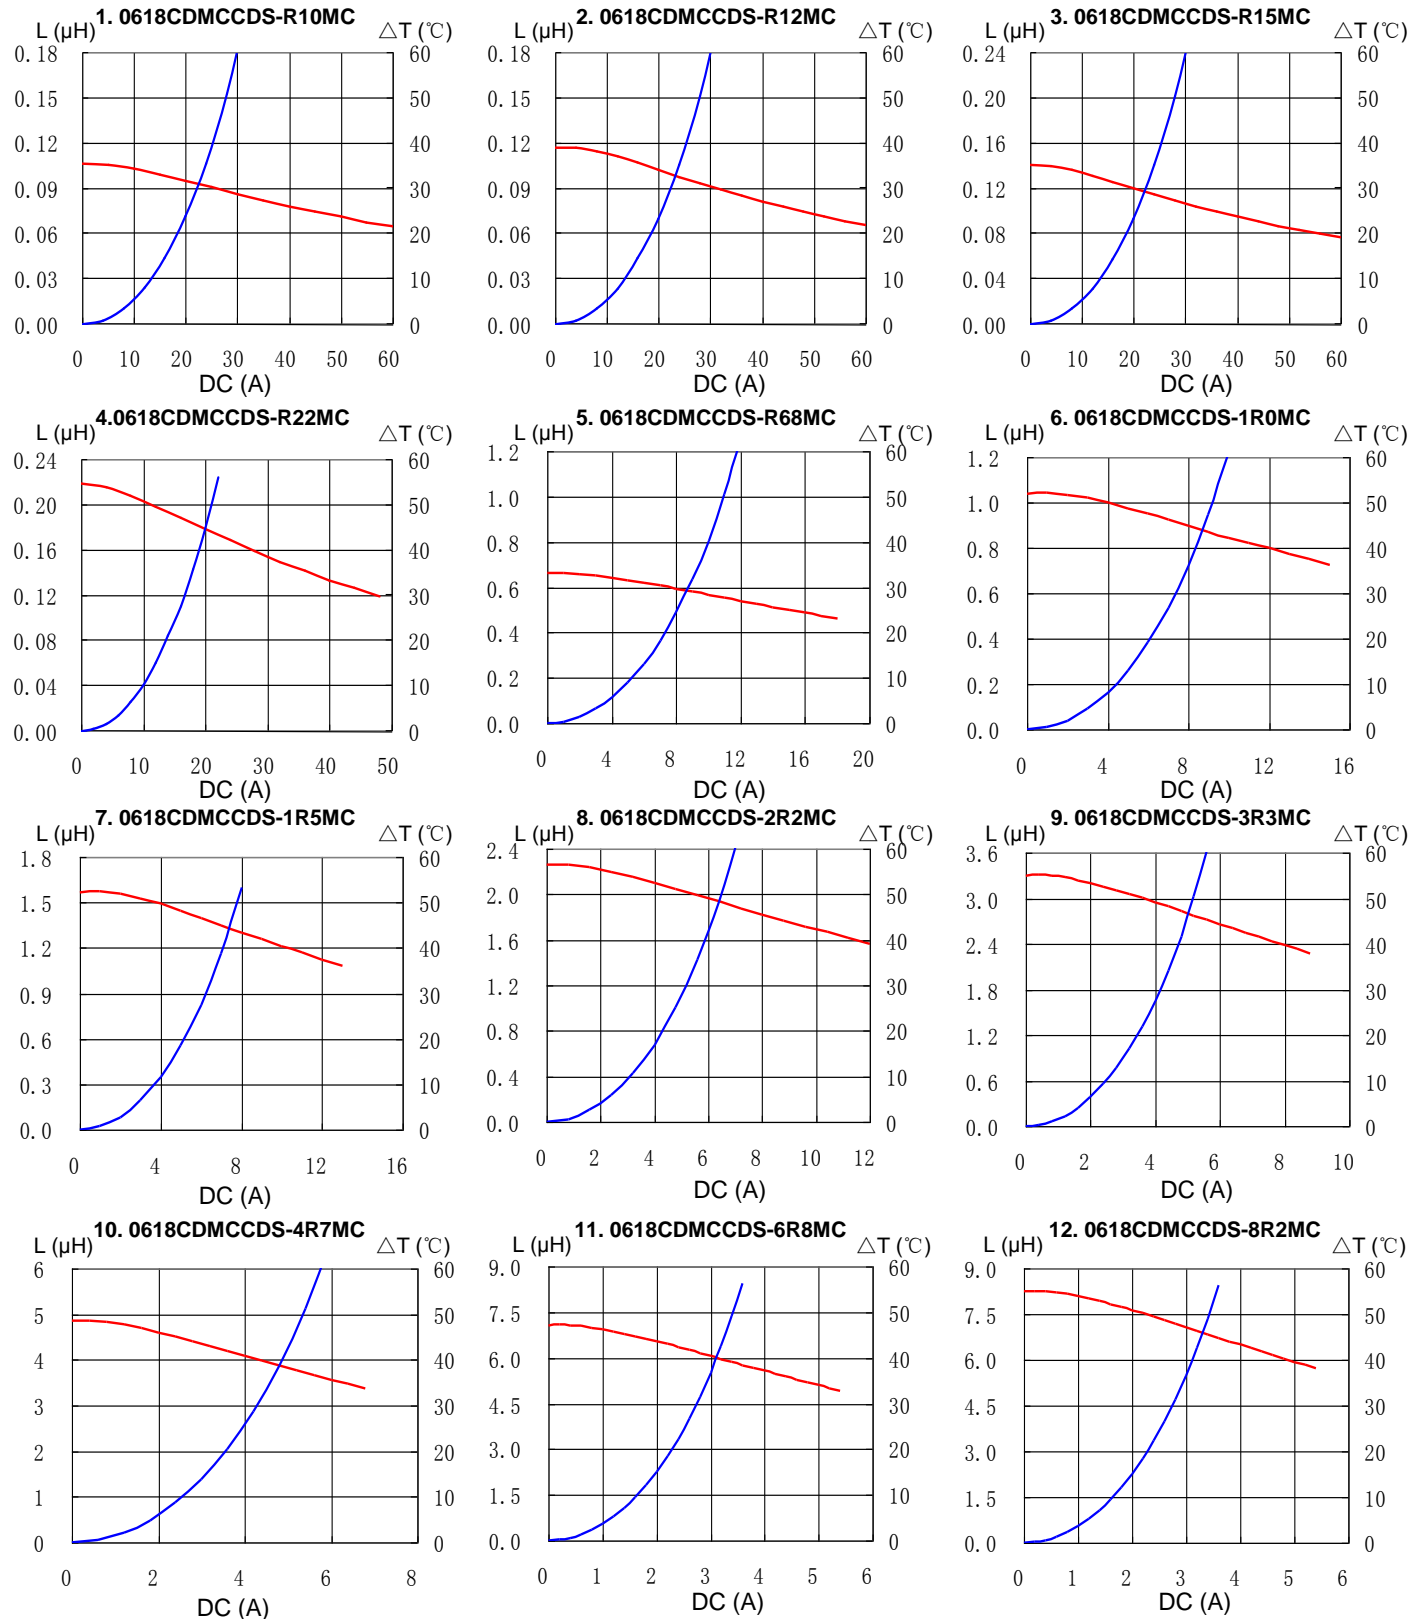 1. 0618CDMCCDS-R10MC
L (μH)
△T (℃)
0.18
0.15
0.12
0.09
0.06
0.03
0.00
60
50
40
30
20
10
0
0 10 20 30 40 50 60
DC (A)
2. 0618CDMCCDS-R12MC
L (μH)
△T (℃)
0.18
0.15
0.12
0.09
0.06
0.03
0.00
60
50
40
30
20
10
0
0 10 20 30 40 50 60
DC (A)
3. 0618CDMCCDS-R15MC
L (μH)
△T (℃)
0.24
0.20
0.16
0.12
0.08
0.04
0.00
60
50
40
30
20
10
0
0 10 20 30 40 50 60
DC (A)
4.0618CDMCCDS-R22MC
L (μH)
△T (℃)
0.24
0.20
0.16
0.12
0.08
0.04
0.00
60
50
40
30
20
10
0
0 10 20 30 40 50
DC (A)
5. 0618CDMCCDS-R68MC
L (μH)
△T (℃)
1.2
1.0
0.8
0.6
0.4
0.2
0.0
60
50
40
30
20
10
0
0 4 8 12 16 20
DC (A)
6. 0618CDMCCDS-1R0MC
L (μH)
△T (℃)
1.2
1.0
0.8
0.6
0.4
0.2
0.0
60
50
40
30
20
10
0
0 4 8 12 16
DC (A)
7. 0618CDMCCDS-1R5MC
L (μH)
△T (℃)
1.8
1.5
1.2
0.9
0.6
0.3
0.0
60
50
40
30
20
10
0
0 4 8 12 16
DC (A)
8. 0618CDMCCDS-2R2MC
L (μH)
△T (℃)
2.4
2.0
1.6
1.2
0.8
0.4
0.0
60
50
40
30
20
10
0
0 2 4 6 8 10 12
DC (A)
9. 0618CDMCCDS-3R3MC
L (μH)
△T (℃)
3.6
3.0
2.4
1.8
1.2
0.6
0.0
60
50
40
30
20
10
0
0 2 4 6 8 10
DC (A)
10. 0618CDMCCDS-4R7MC
L (μH)
△T (℃)
6
5
4
3
2
1
0
60
50
40
30
20
10
0
0 2 4 6 8
DC (A)
11. 0618CDMCCDS-6R8MC
L (μH)
△T (℃)
9.0
7.5
6.0
4.5
3.0
1.5
0.0
60
50
40
30
20
10
0
0 1 2 3 4 5 6
DC (A)
12. 0618CDMCCDS-8R2MC
L (μH)
△T (℃)
9.0
7.5
6.0
4.5
3.0
1.5
0.0
60
50
40
30
20
10
0
0 1 2 3 4 5 6
DC (A)